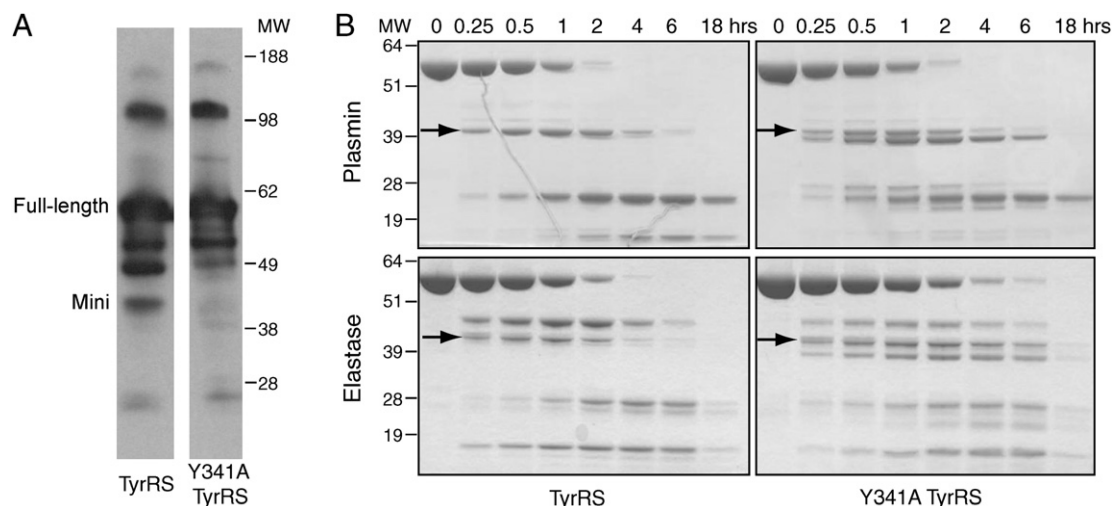 A
MW
188
98
Full-length
62
49
Mini
38
28
TyrRS
Y341A
TyrRS
B
MW 0 0.25 0.5 1 2 4 6 18 hrs 0 0.25 0.5 1 2 4 6 18 hrs
Plasmin
64
51
39
28
19
Elastase
64
51
39
28
19
TyrRS
Y341A TyrRS